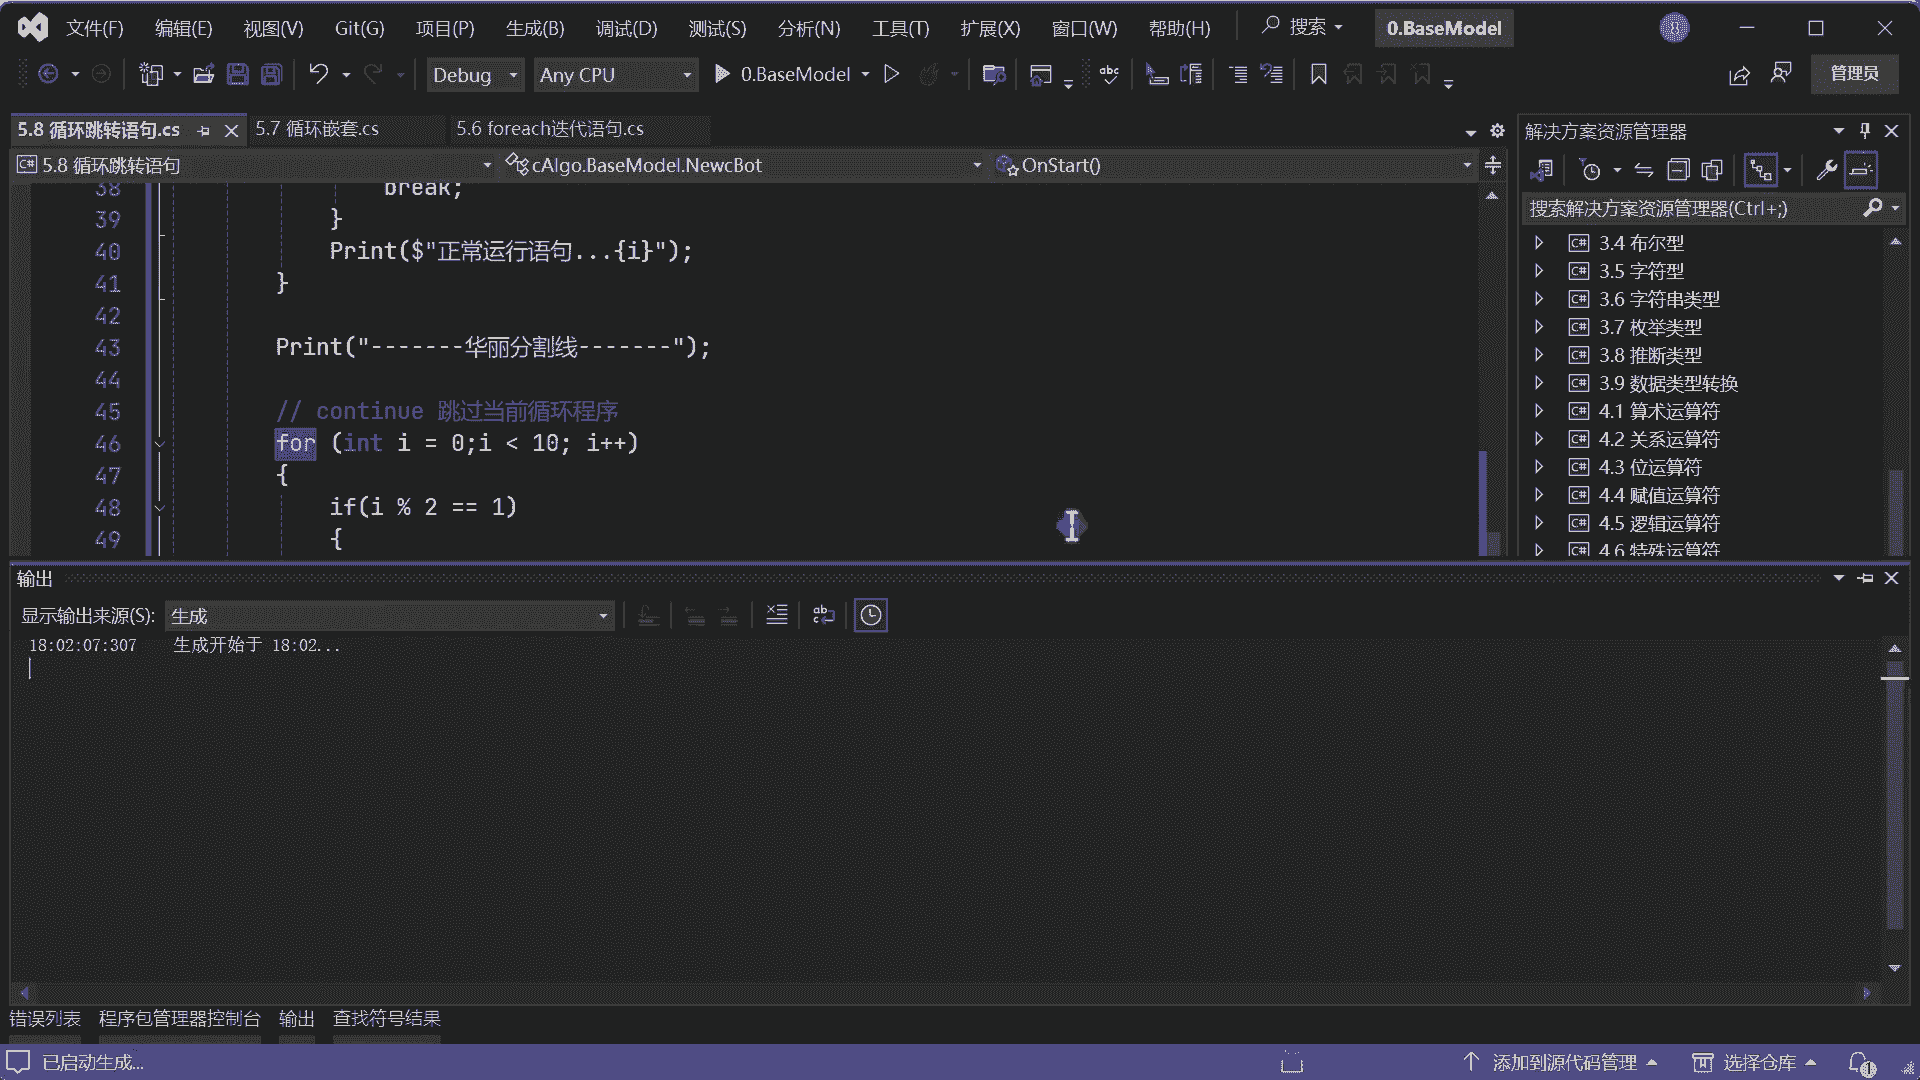 文件(F) 编辑(E) 视图(V) Git(G) 项目(P) 生成(B) 调试(D) 测试(S) 分析(N) 工具(T) 扩展(X) 窗口(W) 帮助(H) 搜索 0.BaseModel
Debug Any CPU 0.BaseModel 管理员
5.8 循环跳转语句.cs 5.7 循环嵌套.cs 5.6 foreach迭代语句.cs
5.8 循环跳转语句 cAlgo.BaseModel.NewcBot OnStart()
38 break;
39 }
40 Print($"正常运行语句...{i}");
41 }
42
43 Print("-------华丽分割线-------");
44
45 // continue 跳过当前循环程序
46 for (int i = 0;i < 10; i++)
47 {
48 if(i % 2 == 1)
49 {
解决方案资源管理器
搜索解决方案资源管理器(Ctrl+;)
C# 3.4 布尔型
C# 3.5 字符型
C# 3.6 字符串类型
C# 3.7 枚举类型
C# 3.8 推断类型
C# 3.9 数据类型转换
C# 4.1 算术运算符
C# 4.2 关系运算符
C# 4.3 位运算符
C# 4.4 赋值运算符
C# 4.5 逻辑运算符
C# 4.6 特殊运算符
输出
显示输出来源(S): 生成
18:02:07:307 生成开始于 18:02...
错误列表 程序包管理器控制台 输出 查找符号结果
已启动生成... 添加到源代码管理 选择仓库 1